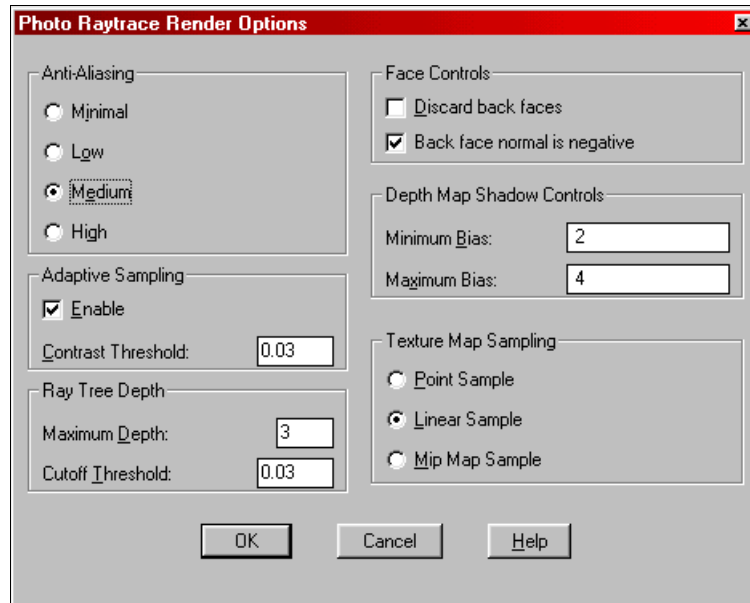 Photo Raytrace Render Options
Anti-Aliasing
Minimal
Low
Medium
High
Adaptive Sampling
Enable
Contrast Threshold: 0.03
Ray Tree Depth
Maximum Depth: 3
Cutoff Threshold: 0.03
Face Controls
Discard back faces
Back face normal is negative
Depth Map Shadow Controls
Minimum Bias: 2
Maximum Bias: 4
Texture Map Sampling
Point Sample
Linear Sample
Mip Map Sample
OK Cancel Help